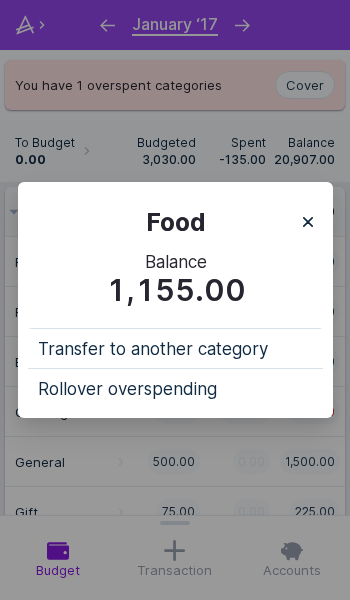 January ‘17
You have 1 overspent categories
Cover
To Budget
0.00
Budgeted
3,030.00
Spent
-135.00
Balance
20,907.00
Food
Balance
1,155.00
Transfer to another category
Rollover overspending
General 500.00 0.00 1,500.00
Gift 75.00 0.00 225.00
Budget
Transaction
Accounts